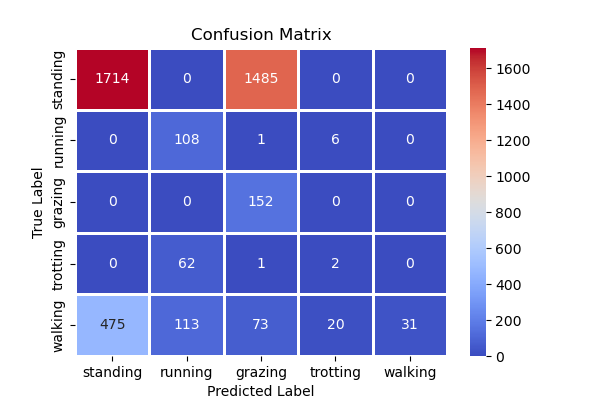 Confusion Matrix
standing 1714 0 1485 0 0
running 0 108 1 6 0
grazing 0 0 152 0 0
trotting 0 62 1 2 0
walking 475 113 73 20 31
True Label
standing running grazing trotting walking
Predicted Label
1600
1400
1200
1000
800
600
400
200
0